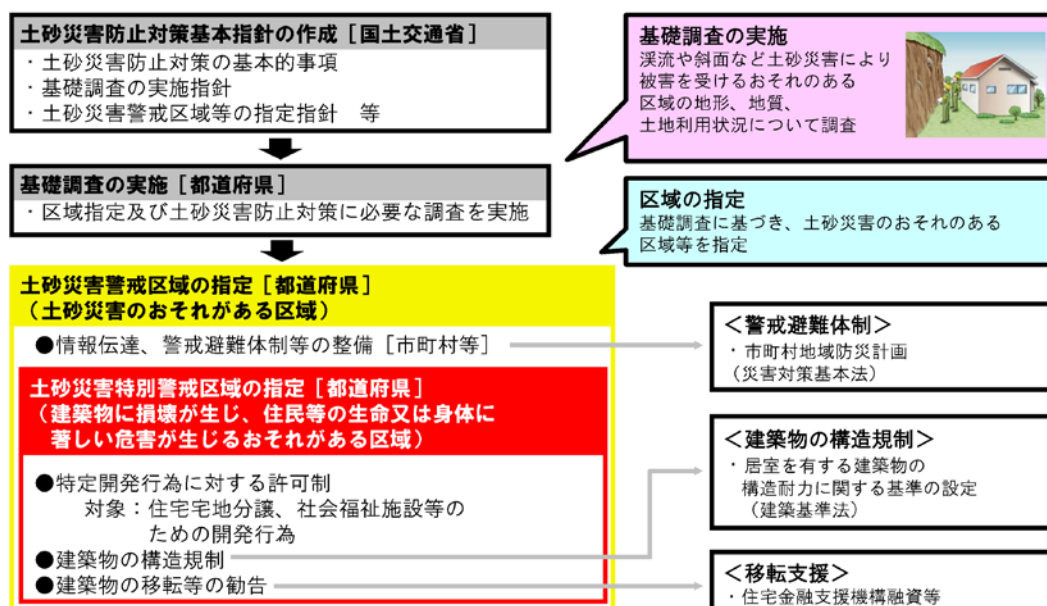 土砂災害防止対策基本指針の作成［国土交通省］
・土砂災害防止対策の基本的事項
・基礎調査の実施指針
・土砂災害警戒区域等の指定指針　等
基礎調査の実施［都道府県］
・区域指定及び土砂災害防止対策に必要な調査を実施
土砂災害警戒区域の指定［都道府県］
（土砂災害のおそれがある区域）
●情報伝達、警戒避難体制等の整備［市町村等］
土砂災害特別警戒区域の指定［都道府県］
（建築物に損壊が生じ、住民等の生命又は身体に
著しい危害が生じるおそれがある区域）
●特定開発行為に対する許可制
対象：住宅宅地分譲、社会福祉施設等の
ための開発行為
●建築物の構造規制
●建築物の移転等の勧告
基礎調査の実施
渓流や斜面など土砂災害により
被害を受けるおそれのある
区域の地形、地質、
土地利用状況について調査
区域の指定
基礎調査に基づき、土砂災害のおそれのある
区域等を指定
＜警戒避難体制＞
・市町村地域防災計画
（災害対策基本法）
＜建築物の構造規制＞
・居室を有する建築物の
構造耐力に関する基準の設定
（建築基準法）
＜移転支援＞
・住宅金融支援機構融資等